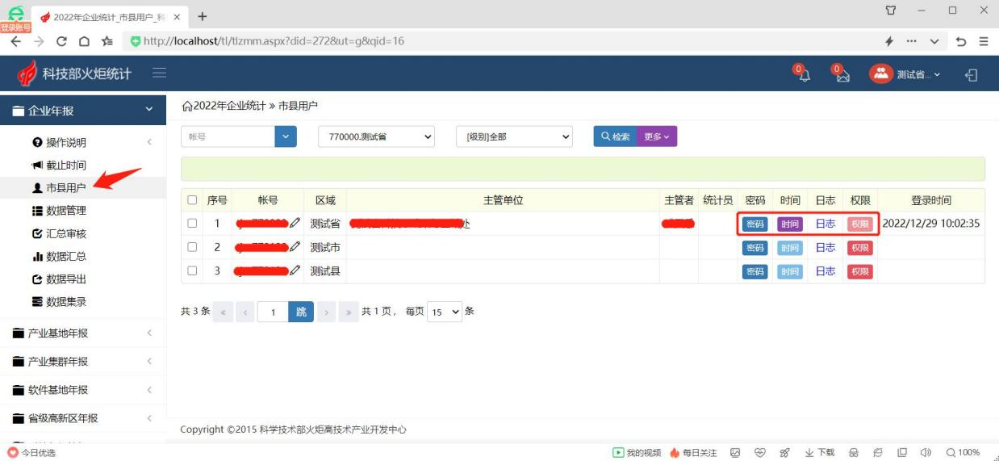 2022年企业统计_市县用户_科
登录账号
http://localhost/tl/tlzmm.aspx?did=272&ut=g&qid=16
科技部火炬统计
0
0
测试省...
企业年报
操作说明
截止时间
市县用户
数据管理
汇总审核
数据汇总
数据导出
数据集录
产业基地年报
产业集群年报
软件基地年报
省级高新区年报
2022年企业统计 » 市县用户
帐号 770000.测试省 [级别]全部 检索 更多
序号 帐号 区域 主管单位 主管者 统计员 密码 时间 日志 权限 登录时间
1 测试省 处 密码 时间 日志 权限 2022/12/29 10:02:35
2 测试市 密码 时间 日志 权限
3 测试县 密码 时间 日志 权限
共 3 条 « ‹ 1 跳 › » 共 1 页， 每页 15 条
Copyright ©2015 科学技术部火炬高技术产业开发中心
今日优选 我的视频 每日关注 下载 100%